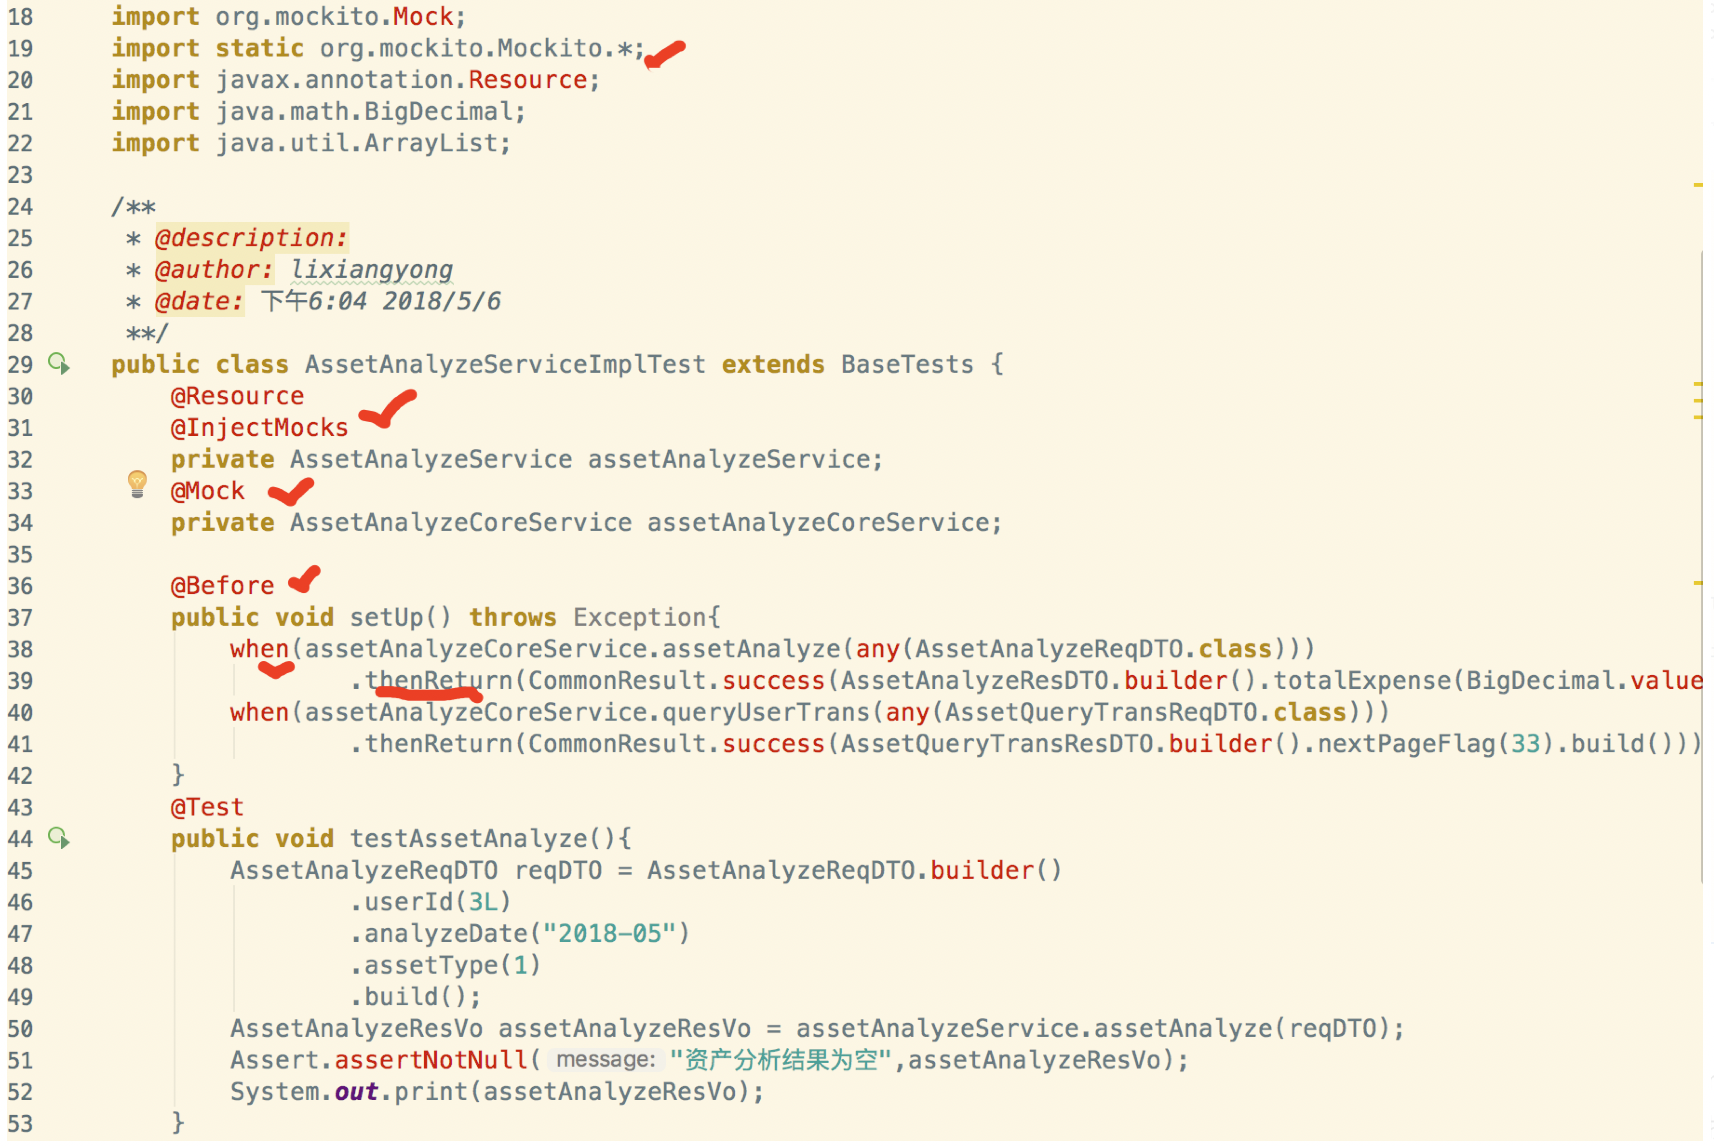 18 import org.mockito.Mock;
19 import static org.mockito.Mockito.*;
20 import javax.annotation.Resource;
21 import java.math.BigDecimal;
22 import java.util.ArrayList;
23
24 /**
25 * @description:
26 * @author: lixiangyong
27 * @date: 下午6:04 2018/5/6
28 **/
29 public class AssetAnalyzeServiceImplTest extends BaseTests {
30 @Resource
31 @InjectMocks
32 private AssetAnalyzeService assetAnalyzeService;
33 @Mock
34 private AssetAnalyzeCoreService assetAnalyzeCoreService;
35
36 @Before
37 public void setUp() throws Exception{
38 when(assetAnalyzeCoreService.assetAnalyze(any(AssetAnalyzeReqDTO.class)))
39 .thenReturn(CommonResult.success(AssetAnalyzeResDTO.builder().totalExpense(BigDecimal.value
40 when(assetAnalyzeCoreService.queryUserTrans(any(AssetQueryTransReqDTO.class)))
41 .thenReturn(CommonResult.success(AssetQueryTransResDTO.builder().nextPageFlag(33).build()))
42 }
43 @Test
44 public void testAssetAnalyze(){
45 AssetAnalyzeReqDTO reqDTO = AssetAnalyzeReqDTO.builder()
46 .userId(3L)
47 .analyzeDate("2018-05")
48 .assetType(1)
49 .build();
50 AssetAnalyzeResVo assetAnalyzeResVo = assetAnalyzeService.assetAnalyze(reqDTO);
51 Assert.assertNotNull( message: "资产分析结果为空",assetAnalyzeResVo);
52 System.out.print(assetAnalyzeResVo);
53 }